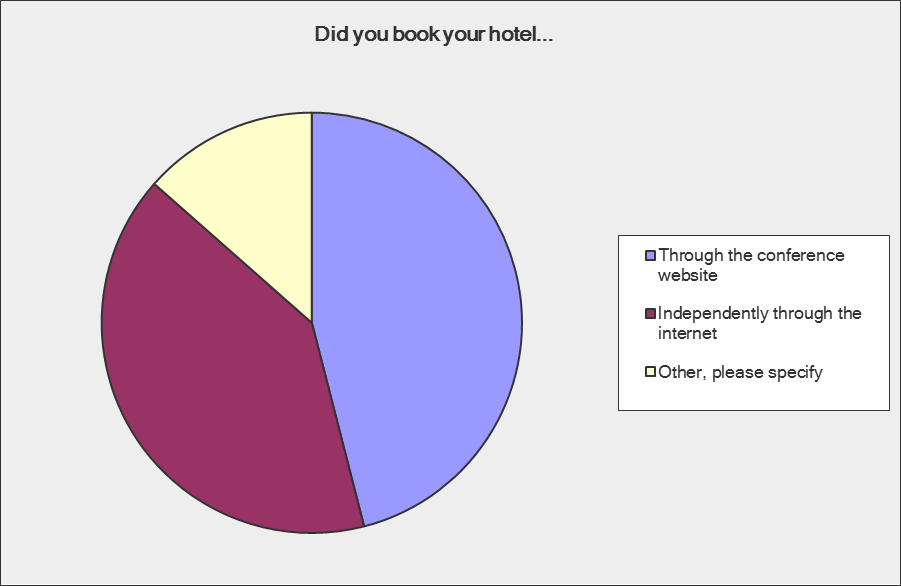 Did you book your hotel...
Through the conference
website
Independently through the
internet
Other, please specify